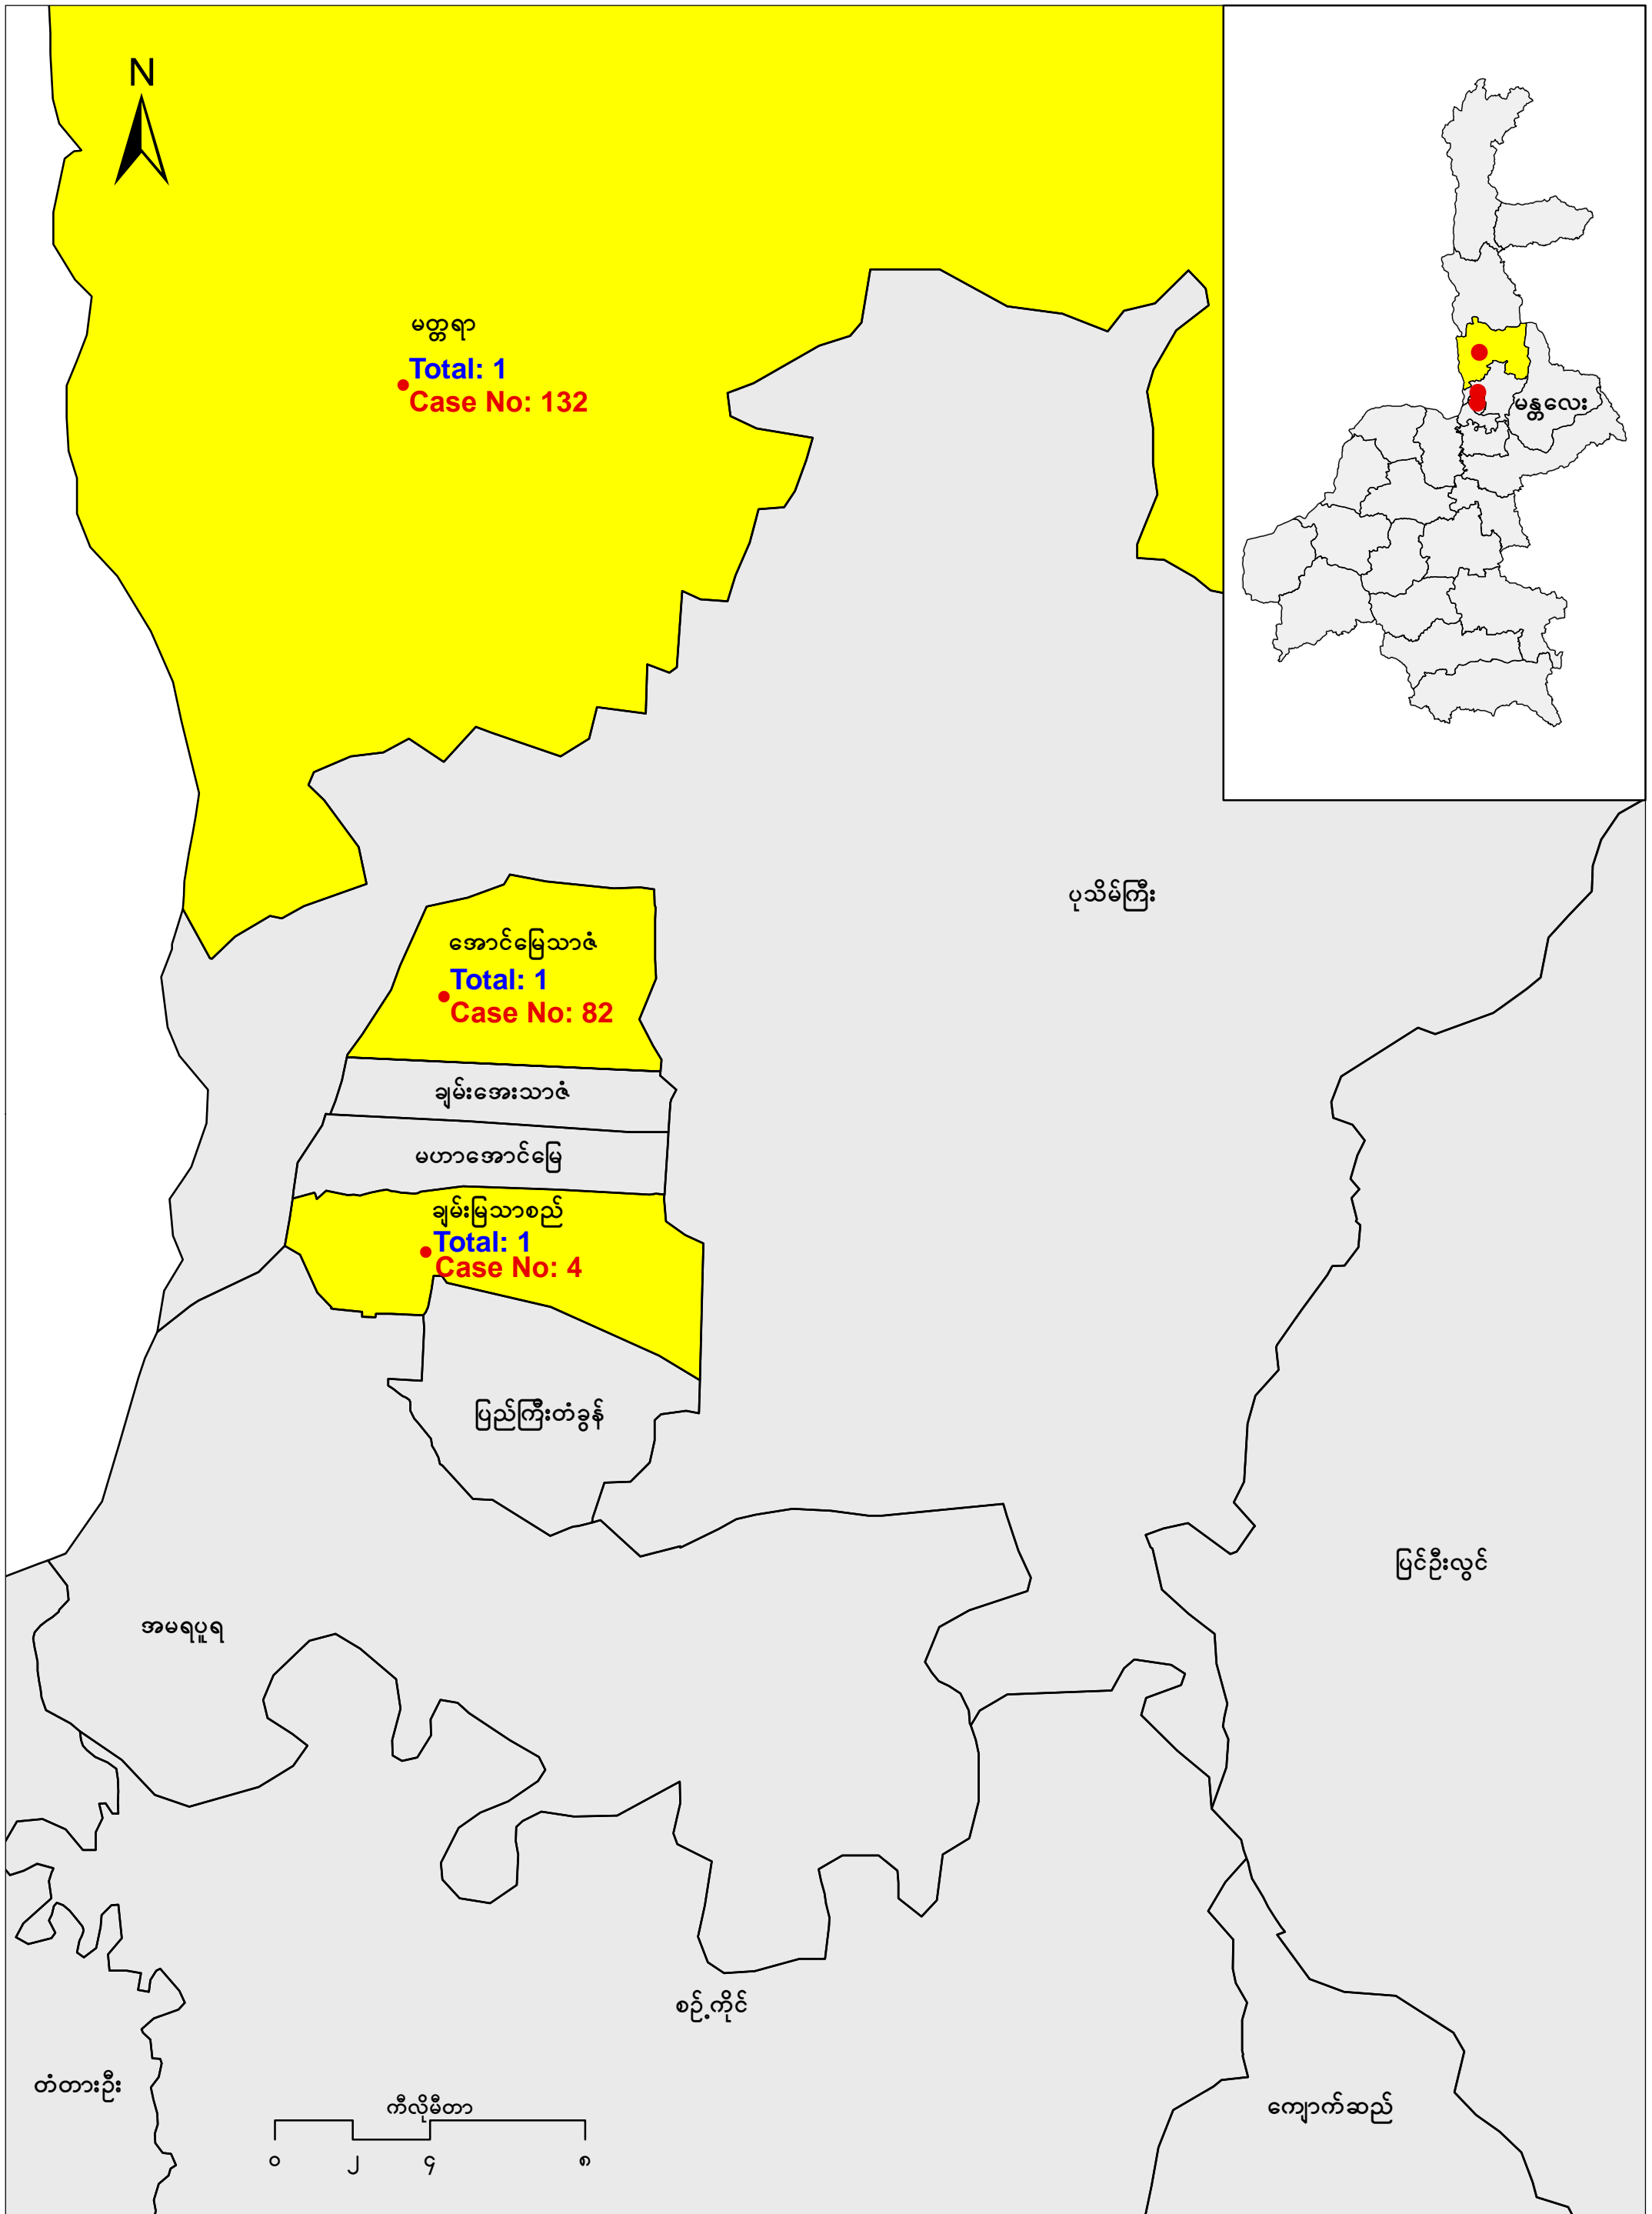 N
မတ္တရာ
Total: 1
Case No: 132
မန္တလေး
ပုသိမ်ကြီး
အောင်မြေသာဇံ
Total: 1
Case No: 82
ချမ်းအေးသာဇံ
မဟာအောင်မြေ
ချမ်းမြသာစည်
Total: 1
Case No: 4
ပြည်ကြီးတံခွန်
ပြင်ဦးလွင်
အမရပူရ
စဉ့်ကိုင်
တံတားဦး
ကျောက်ဆည်
ကီလိုမီတာ
၀ ၂ ၄ ၈